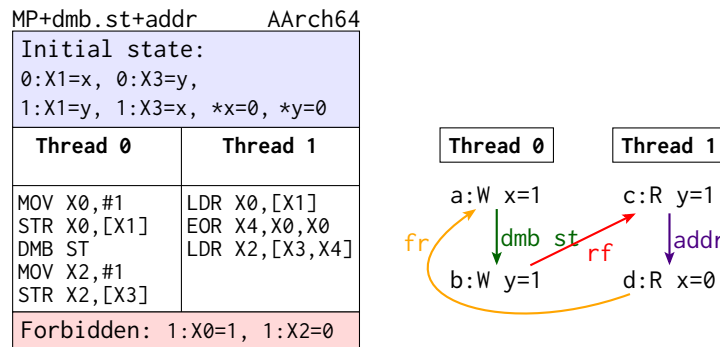 MP+dmb.st+addr AArch64
Initial state:
0:X1=x, 0:X3=y,
1:X1=y, 1:X3=x, *x=0, *y=0
Thread 0 Thread 1
MOV X0,#1 LDR X0,[X1]
STR X0,[X1] EOR X4,X0,X0
DMB ST LDR X2,[X3,X4]
MOV X2,#1
STR X2,[X3]
Forbidden: 1:X0=1, 1:X2=0
Thread 0 Thread 1
a:W x=1 c:R y=1
fr dmb st rf addr
b:W y=1 d:R x=0